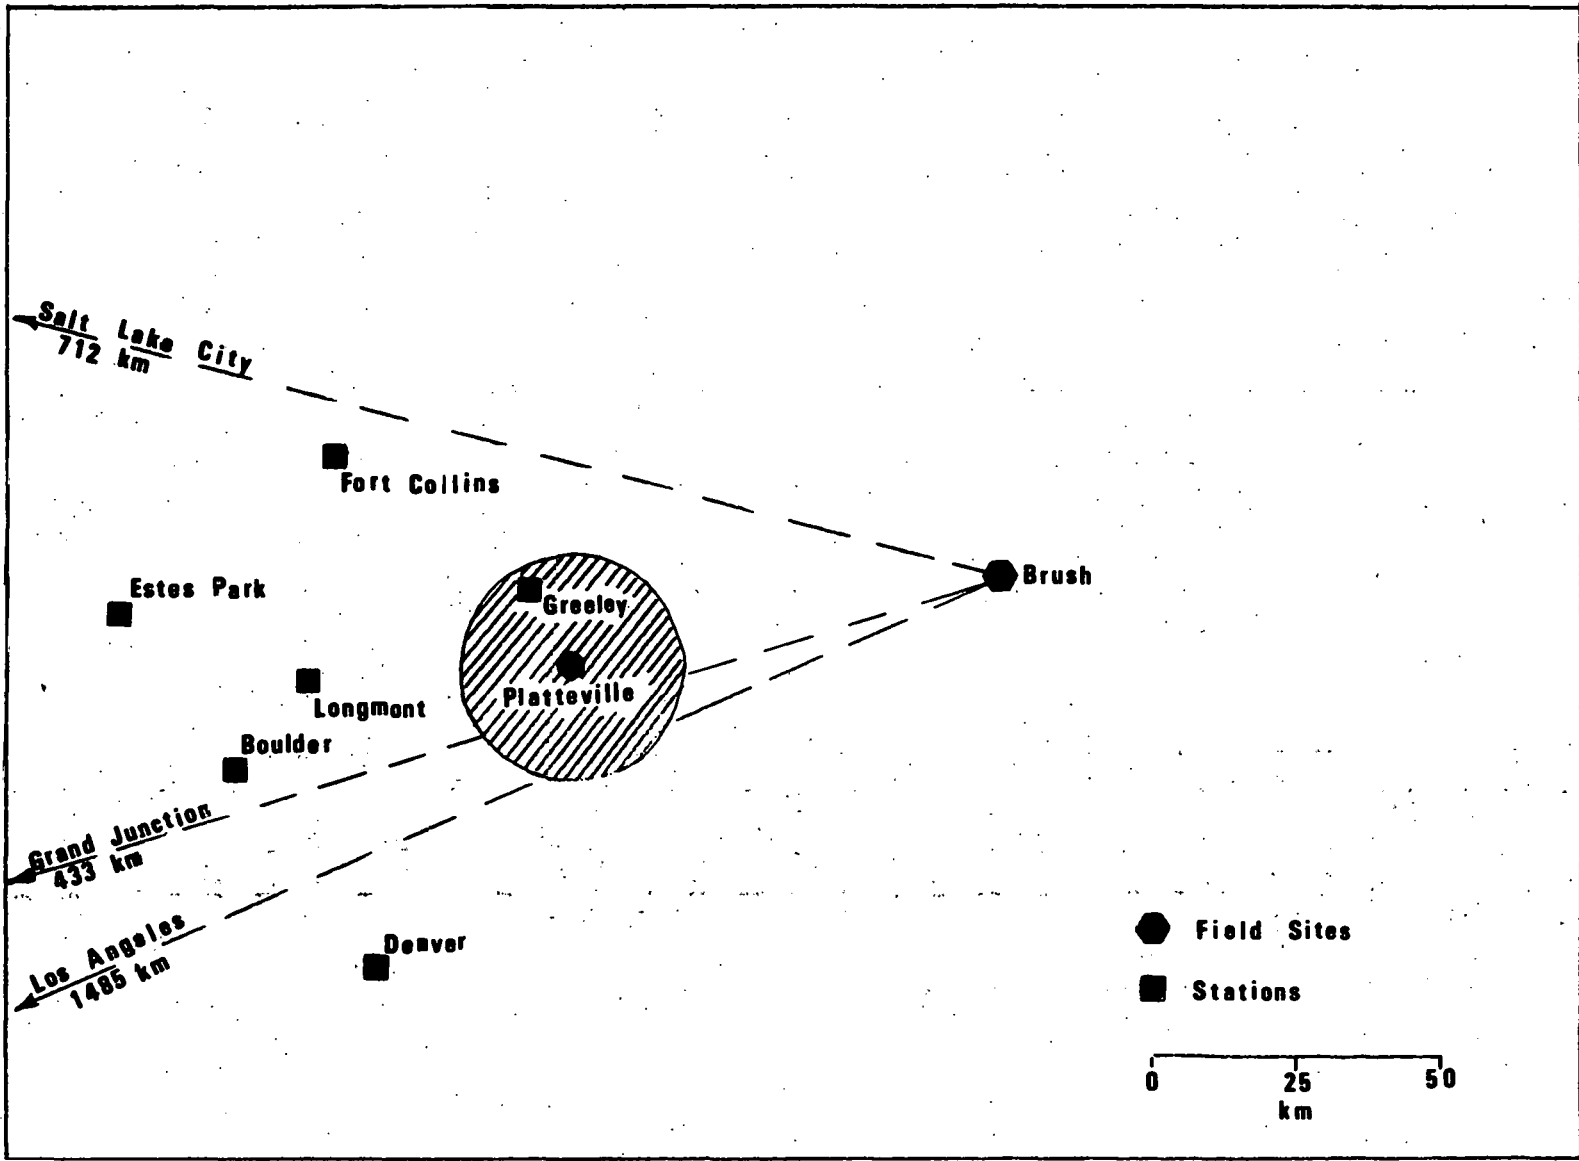 Salt Lake City
712 km
Fort Collins
Estes Park
Greeley
Brush
Platteville
Longmont
Boulder
Grand Junction
433 km
Los Angeles
1485 km
Denver
Field Sites
Stations
0 25 50
km